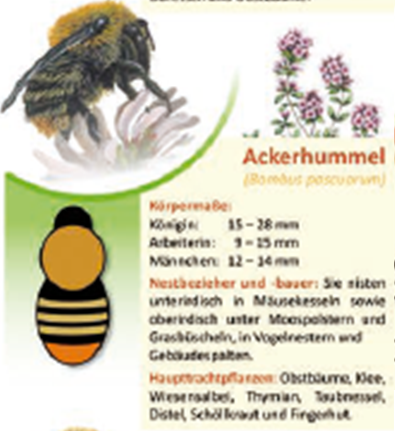 Ackerhummel
(Bombus pascuorum)
Körpermaße:
Königin: 15 – 28 mm
Arbeiterin: 9 – 15 mm
Männchen: 12 – 14 mm
Nestbezieher und -bauer: Sie nisten
unterirdisch in Mäusekesseln sowie
oberirdisch unter Moospolstern und
Grasbüscheln, in Vogelnestern und
Gebäudespalten.
Haupttrachtpflanzen: Obstbäume, Klee,
Wiesensalbei, Thymian, Taubnessel,
Distel, Schöllkraut und Fingerhut.